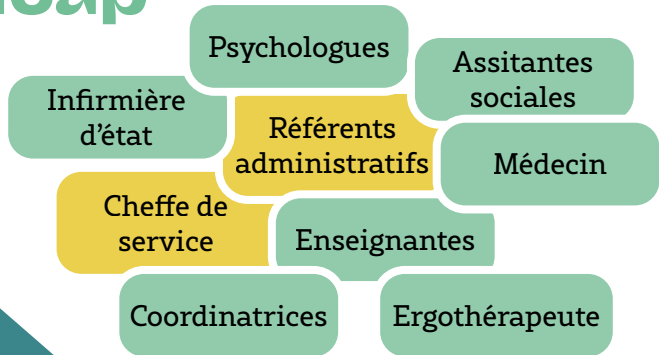 Psychologues
Assitantes
sociales
Infirmière
d'état
Référents
administratifs
Médecin
Cheffe de
service
Enseignantes
Coordinatrices
Ergothérapeute